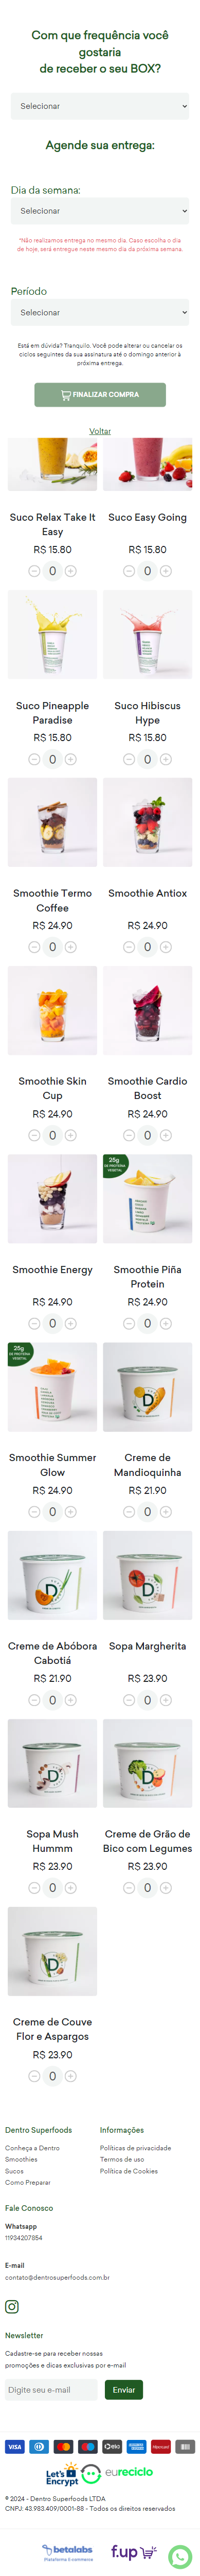 Com que frequência você
gostaria
de receber o seu BOX?
Selecionar
Agende sua entrega:
Dia da semana:
Selecionar
*Não realizamos entrega no mesmo dia. Caso escolha o dia
de hoje, será entregue neste mesmo dia da próxima semana.
Período
Selecionar
Está em dúvida? Tranquilo. Você pode alterar ou cancelar os
ciclos seguintes da sua assinatura até o domingo anterior à
próxima entrega.
FINALIZAR COMPRA
Voltar
Suco Relax Take It
Easy
R$ 15.80
0
Suco Easy Going
R$ 15.80
0
Suco Pineapple
Paradise
R$ 15.80
0
Suco Hibiscus
Hype
R$ 15.80
0
Smoothie Termo
Coffee
R$ 24.90
0
Smoothie Antiox
R$ 24.90
0
Smoothie Skin
Cup
R$ 24.90
0
Smoothie Cardio
Boost
R$ 24.90
0
Smoothie Energy
R$ 24.90
0
25g
DE PROTEÍNA
VEGETAL
Smoothie Piña
Protein
R$ 24.90
0
25g
DE PROTEÍNA
VEGETAL
Smoothie Summer
Glow
R$ 24.90
0
D
Creme de
Mandioquinha
R$ 21.90
0
D
Creme de Abóbora
Cabotiá
R$ 21.90
0
D
Sopa Margherita
R$ 23.90
0
D
Sopa Mush
Hummm
R$ 23.90
0
D
Creme de Grão de
Bico com Legumes
R$ 23.90
0
D
Creme de Couve
Flor e Aspargos
R$ 23.90
0
Dentro Superfoods
Conheça a Dentro
Smoothies
Sucos
Como Preparar
Informações
Políticas de privacidade
Termos de uso
Política de Cookies
Fale Conosco
Whatsapp
11934207854
E-mail
contato@dentrosuperfoods.com.br
Newsletter
Cadastre-se para receber nossas
promoções e dicas exclusivas por e-mail
Digite seu e-mail
Enviar
VISA
elo
Hipercard
Let's
Encrypt
eureciclo
© 2024 - Dentro Superfoods LTDA
CNPJ: 43.983.409/0001-88 - Todos os direitos reservados
betalabs
Plataforma E-commerce
f.up